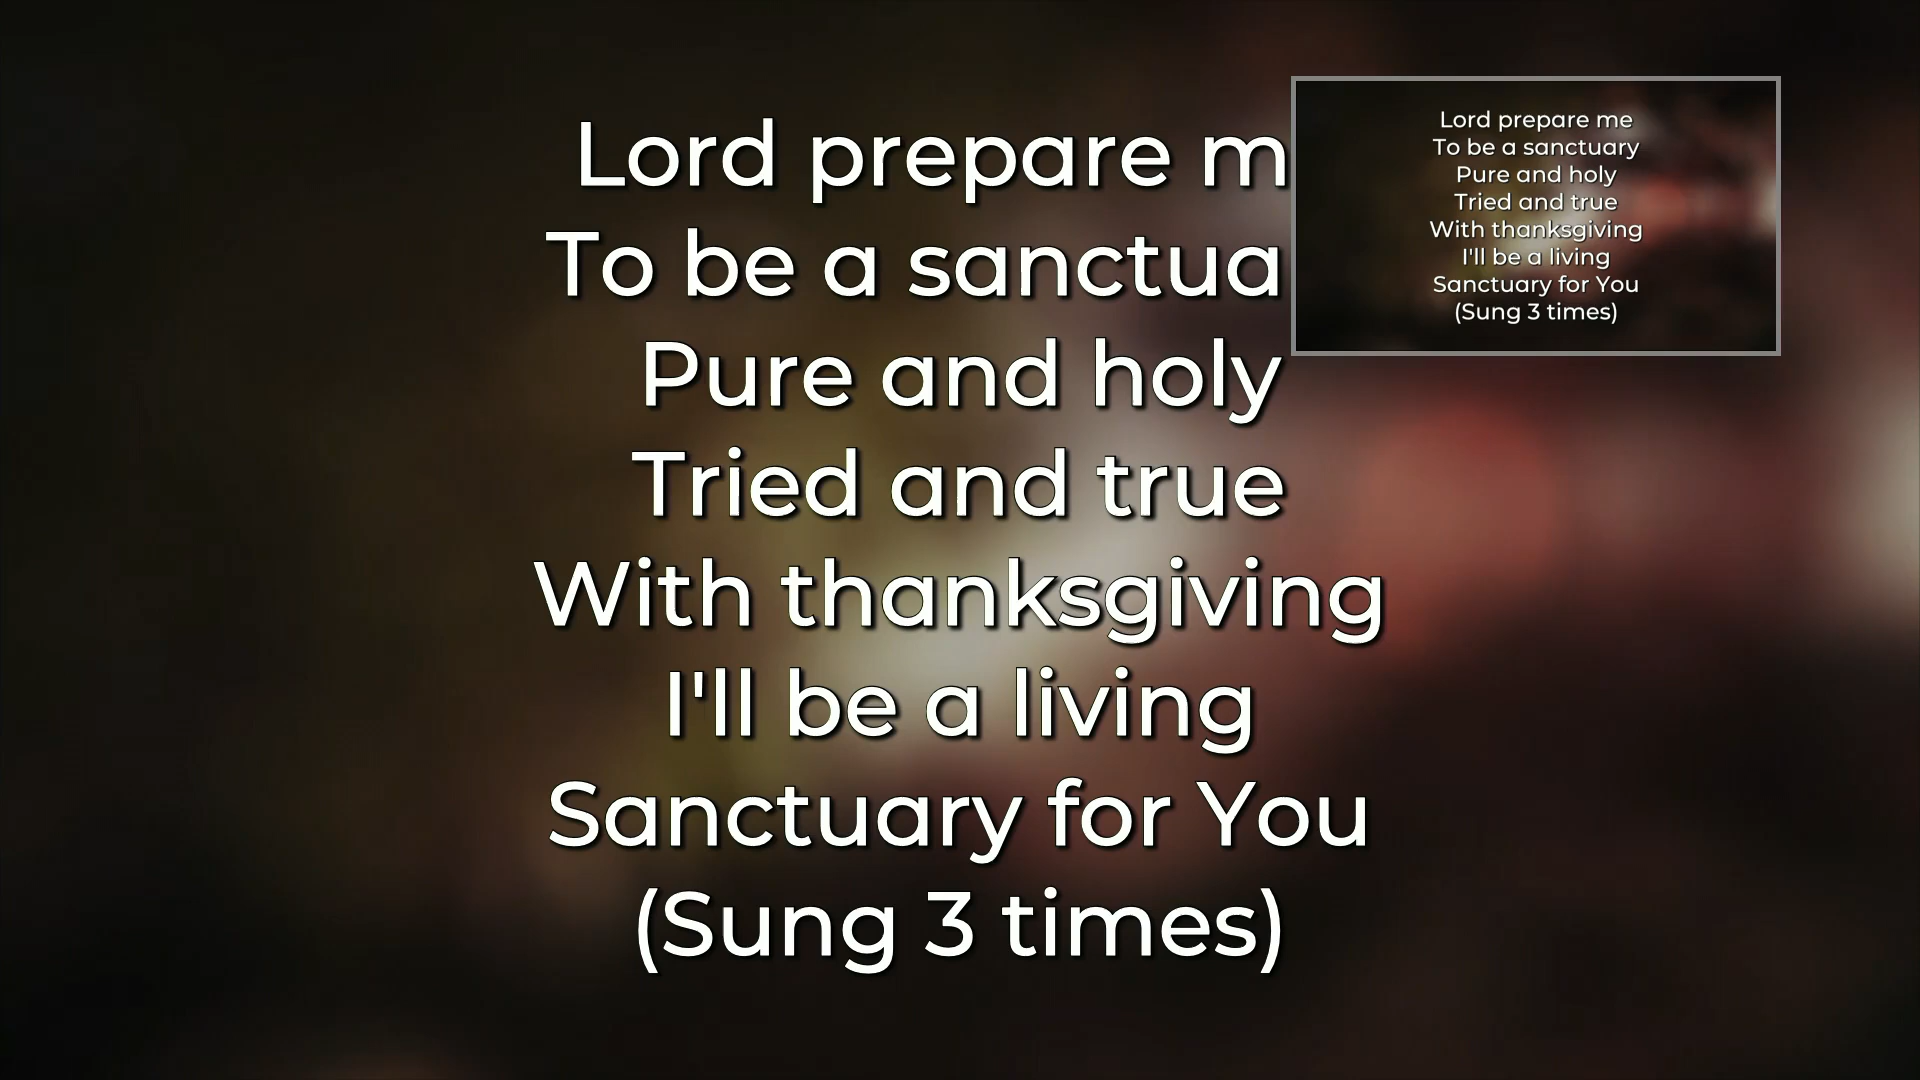 Lord prepare m
To be a sanctua
Pure and holy
Tried and true
With thanksgiving
I'll be a living
Sanctuary for You
(Sung 3 times)
Lord prepare me
To be a sanctuary
Pure and holy
Tried and true
With thanksgiving
I'll be a living
Sanctuary for You
(Sung 3 times)